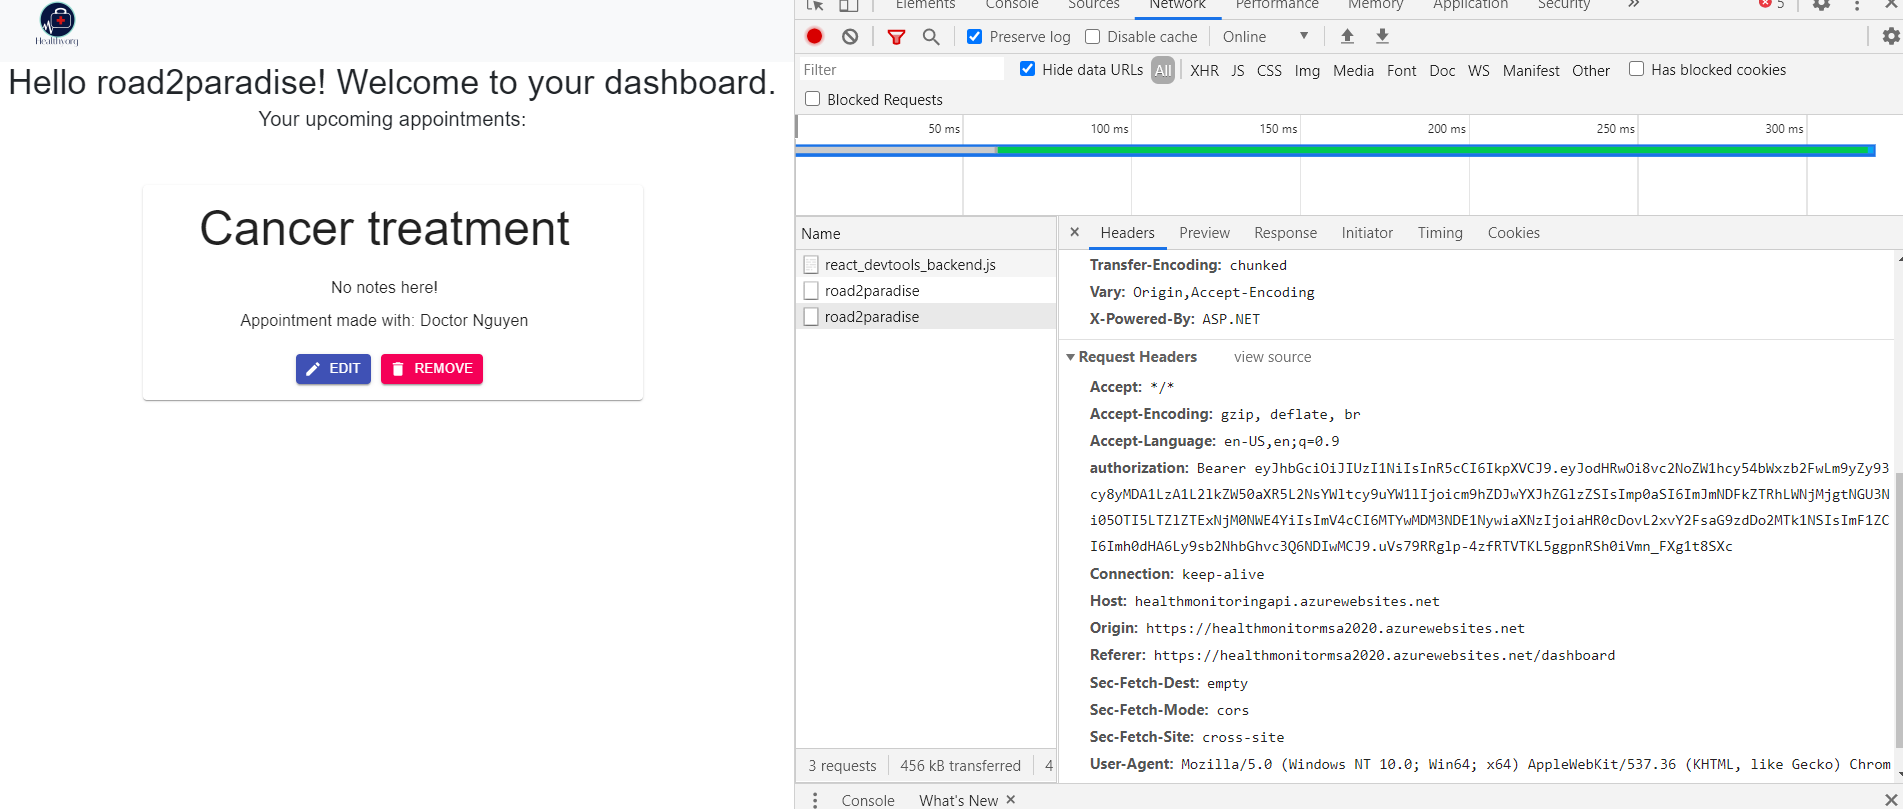 Healthvorg
Hello road2paradise! Welcome to your dashboard.
Your upcoming appointments:
Cancer treatment
No notes here!
Appointment made with: Doctor Nguyen
EDIT REMOVE
Elements Console Sources Network Performance Memory Application Security » 5
Preserve log Disable cache Online
Filter Hide data URLs All XHR JS CSS Img Media Font Doc WS Manifest Other Has blocked cookies
Blocked Requests
50 ms 100 ms 150 ms 200 ms 250 ms 300 ms
Name
react_devtools_backend.js
road2paradise
road2paradise
3 requests 456 kB transferred 4
× Headers Preview Response Initiator Timing Cookies
Transfer-Encoding: chunked
Vary: Origin,Accept-Encoding
X-Powered-By: ASP.NET
Request Headers view source
Accept: */*
Accept-Encoding: gzip, deflate, br
Accept-Language: en-US,en;q=0.9
authorization: Bearer eyJhbGciOiJIUzI1NiIsInR5cCI6IkpXVCJ9.eyJodHRwOi8vc2NoZW1hcy54bWxzb2FwLm9yZy93
cy8yMDA1LzA1L2lkZW50aXR5L2NsYWltcy9uYW1lIjoicm9hZDJwYXJhZGlzZSIsImp0aSI6ImJmNDFkZTRhLWNjMjgtNGU3N
i05OTI5LTZlZTExNjM0NWE4YiIsImV4cCI6MTYwMDM3NDE1NywiaXNzIjoiaHR0cDovL2xvY2FsaG9zdDo2MTk1NSIsImF1ZC
I6Imh0dHA6Ly9sb2NhbGhvc3Q6NDIwMCJ9.uVs79RRglp-4zfRTVTKL5ggpnRSh0iVmn_FXg1t8SXc
Connection: keep-alive
Host: healthmonitoringapi.azurewebsites.net
Origin: https://healthmonitormsa2020.azurewebsites.net
Referer: https://healthmonitormsa2020.azurewebsites.net/dashboard
Sec-Fetch-Dest: empty
Sec-Fetch-Mode: cors
Sec-Fetch-Site: cross-site
User-Agent: Mozilla/5.0 (Windows NT 10.0; Win64; x64) AppleWebKit/537.36 (KHTML, like Gecko) Chrom
Console What's New ×